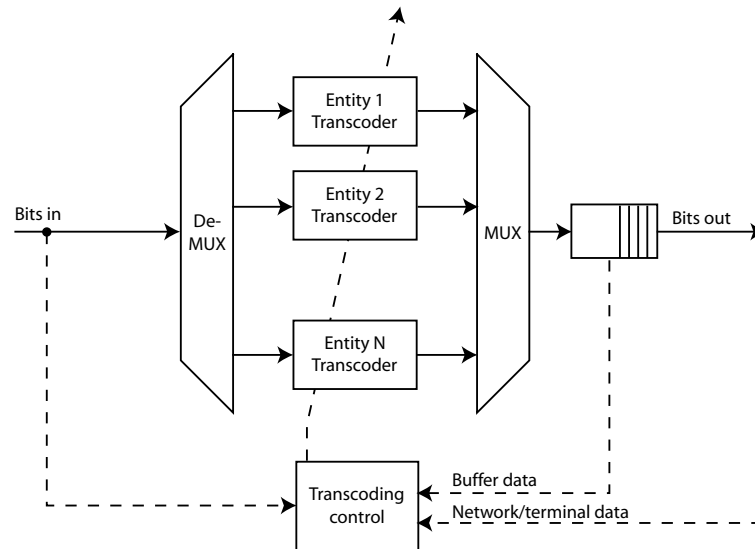 Entity 1
Transcoder
Entity 2
Transcoder
Bits in
De-
MUX
MUX
Bits out
Entity N
Transcoder
Transcoding
control
Buffer data
Network/terminal data